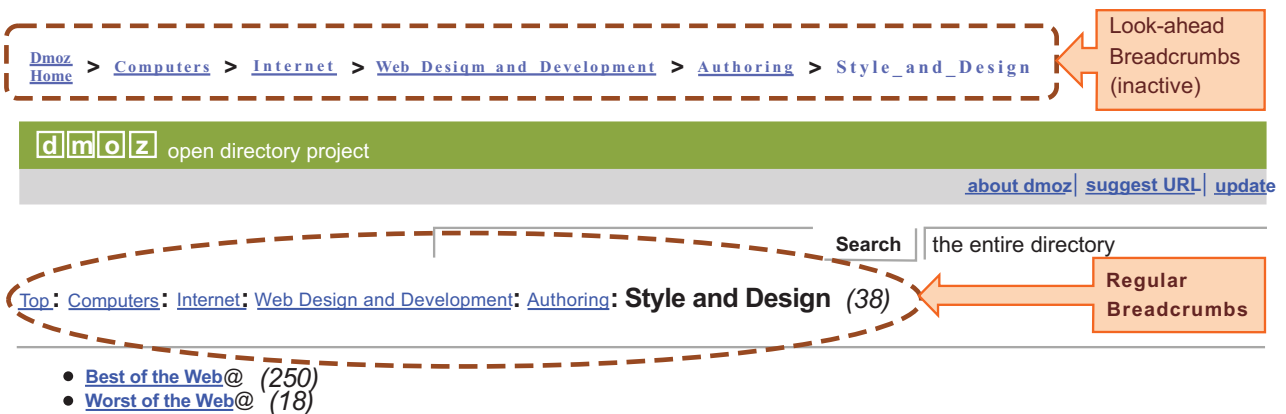 Look-ahead
Breadcrumbs
(inactive)
Dmoz Home > Computers > Internet > Web Desiqm and Development > Authoring > Style_and_Design
dmoz open directory project
about dmoz| suggest URL| update
Search the entire directory
Top: Computers: Internet: Web Design and Development: Authoring: Style and Design (38)
Regular
Breadcrumbs
• Best of the Web@ (250)
• Worst of the Web@ (18)